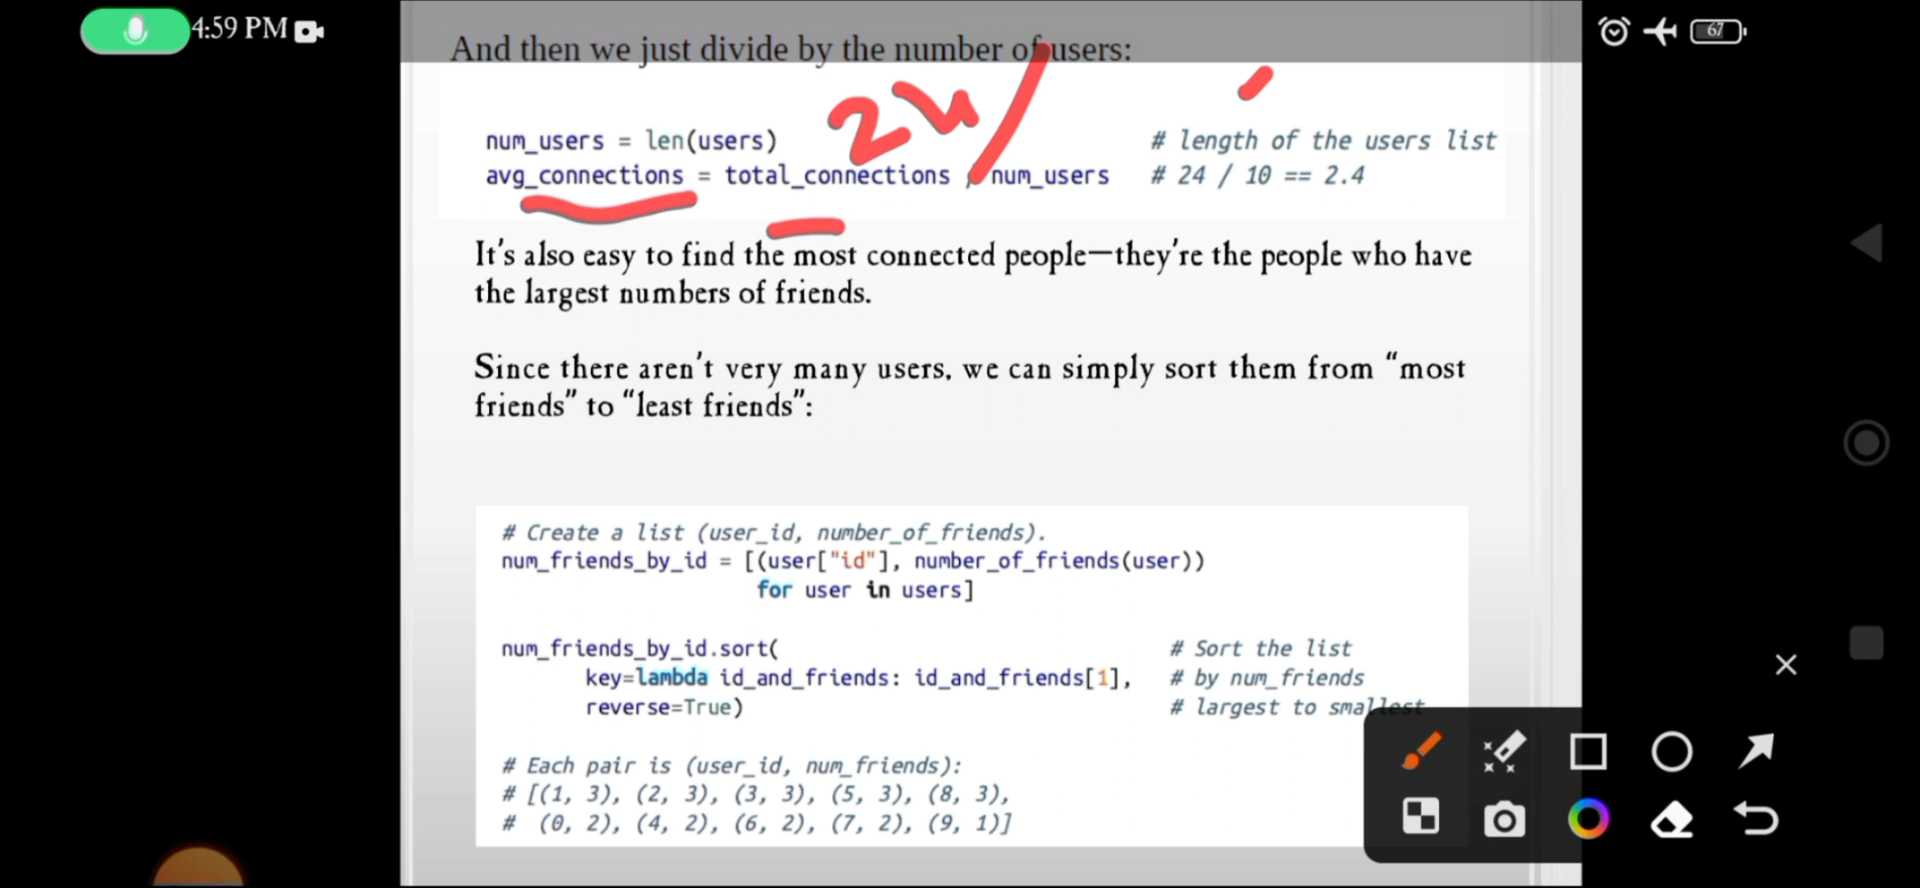 4:59 PM
67
And then we just divide by the number of users:
24/
num_users = len(users) # length of the users list
avg_connections = total_connections / num_users # 24 / 10 == 2.4
It's also easy to find the most connected people—they're the people who have
the largest numbers of friends.
Since there aren't very many users, we can simply sort them from “most
friends” to “least friends”:
# Create a list (user_id, number_of_friends).
num_friends_by_id = [(user["id"], number_of_friends(user))
for user in users]
num_friends_by_id.sort( # Sort the list
key=lambda id_and_friends: id_and_friends[1], # by num_friends
reverse=True) # largest to smallest
# Each pair is (user_id, num_friends):
# [(1, 3), (2, 3), (3, 3), (5, 3), (8, 3),
# (0, 2), (4, 2), (6, 2), (7, 2), (9, 1)]